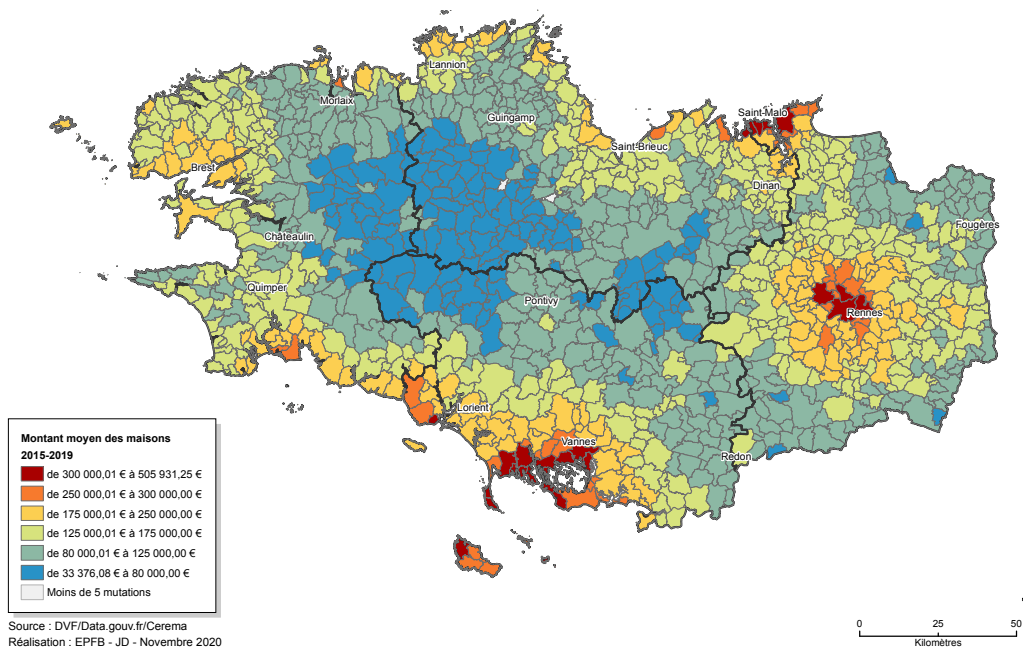 Lannion
Morlaix
Saint-Malo
Guingamp
Saint-Brieuc
Brest
Dinan
Fougères
Châteaulin
Quimper
Pontivy
Rennes
Lorient
Vannes
Redon
Montant moyen des maisons
2015-2019
de 300 000,01 € à 505 931,25 €
de 250 000,01 € à 300 000,00 €
de 175 000,01 € à 250 000,00 €
de 125 000,01 € à 175 000,00 €
de 80 000,01 € à 125 000,00 €
de 33 376,08 € à 80 000,00 €
Moins de 5 mutations
Source : DVF/Data.gouv.fr/Cerema
Réalisation : EPFB - JD - Novembre 2020
0 25 50
Kilomètres